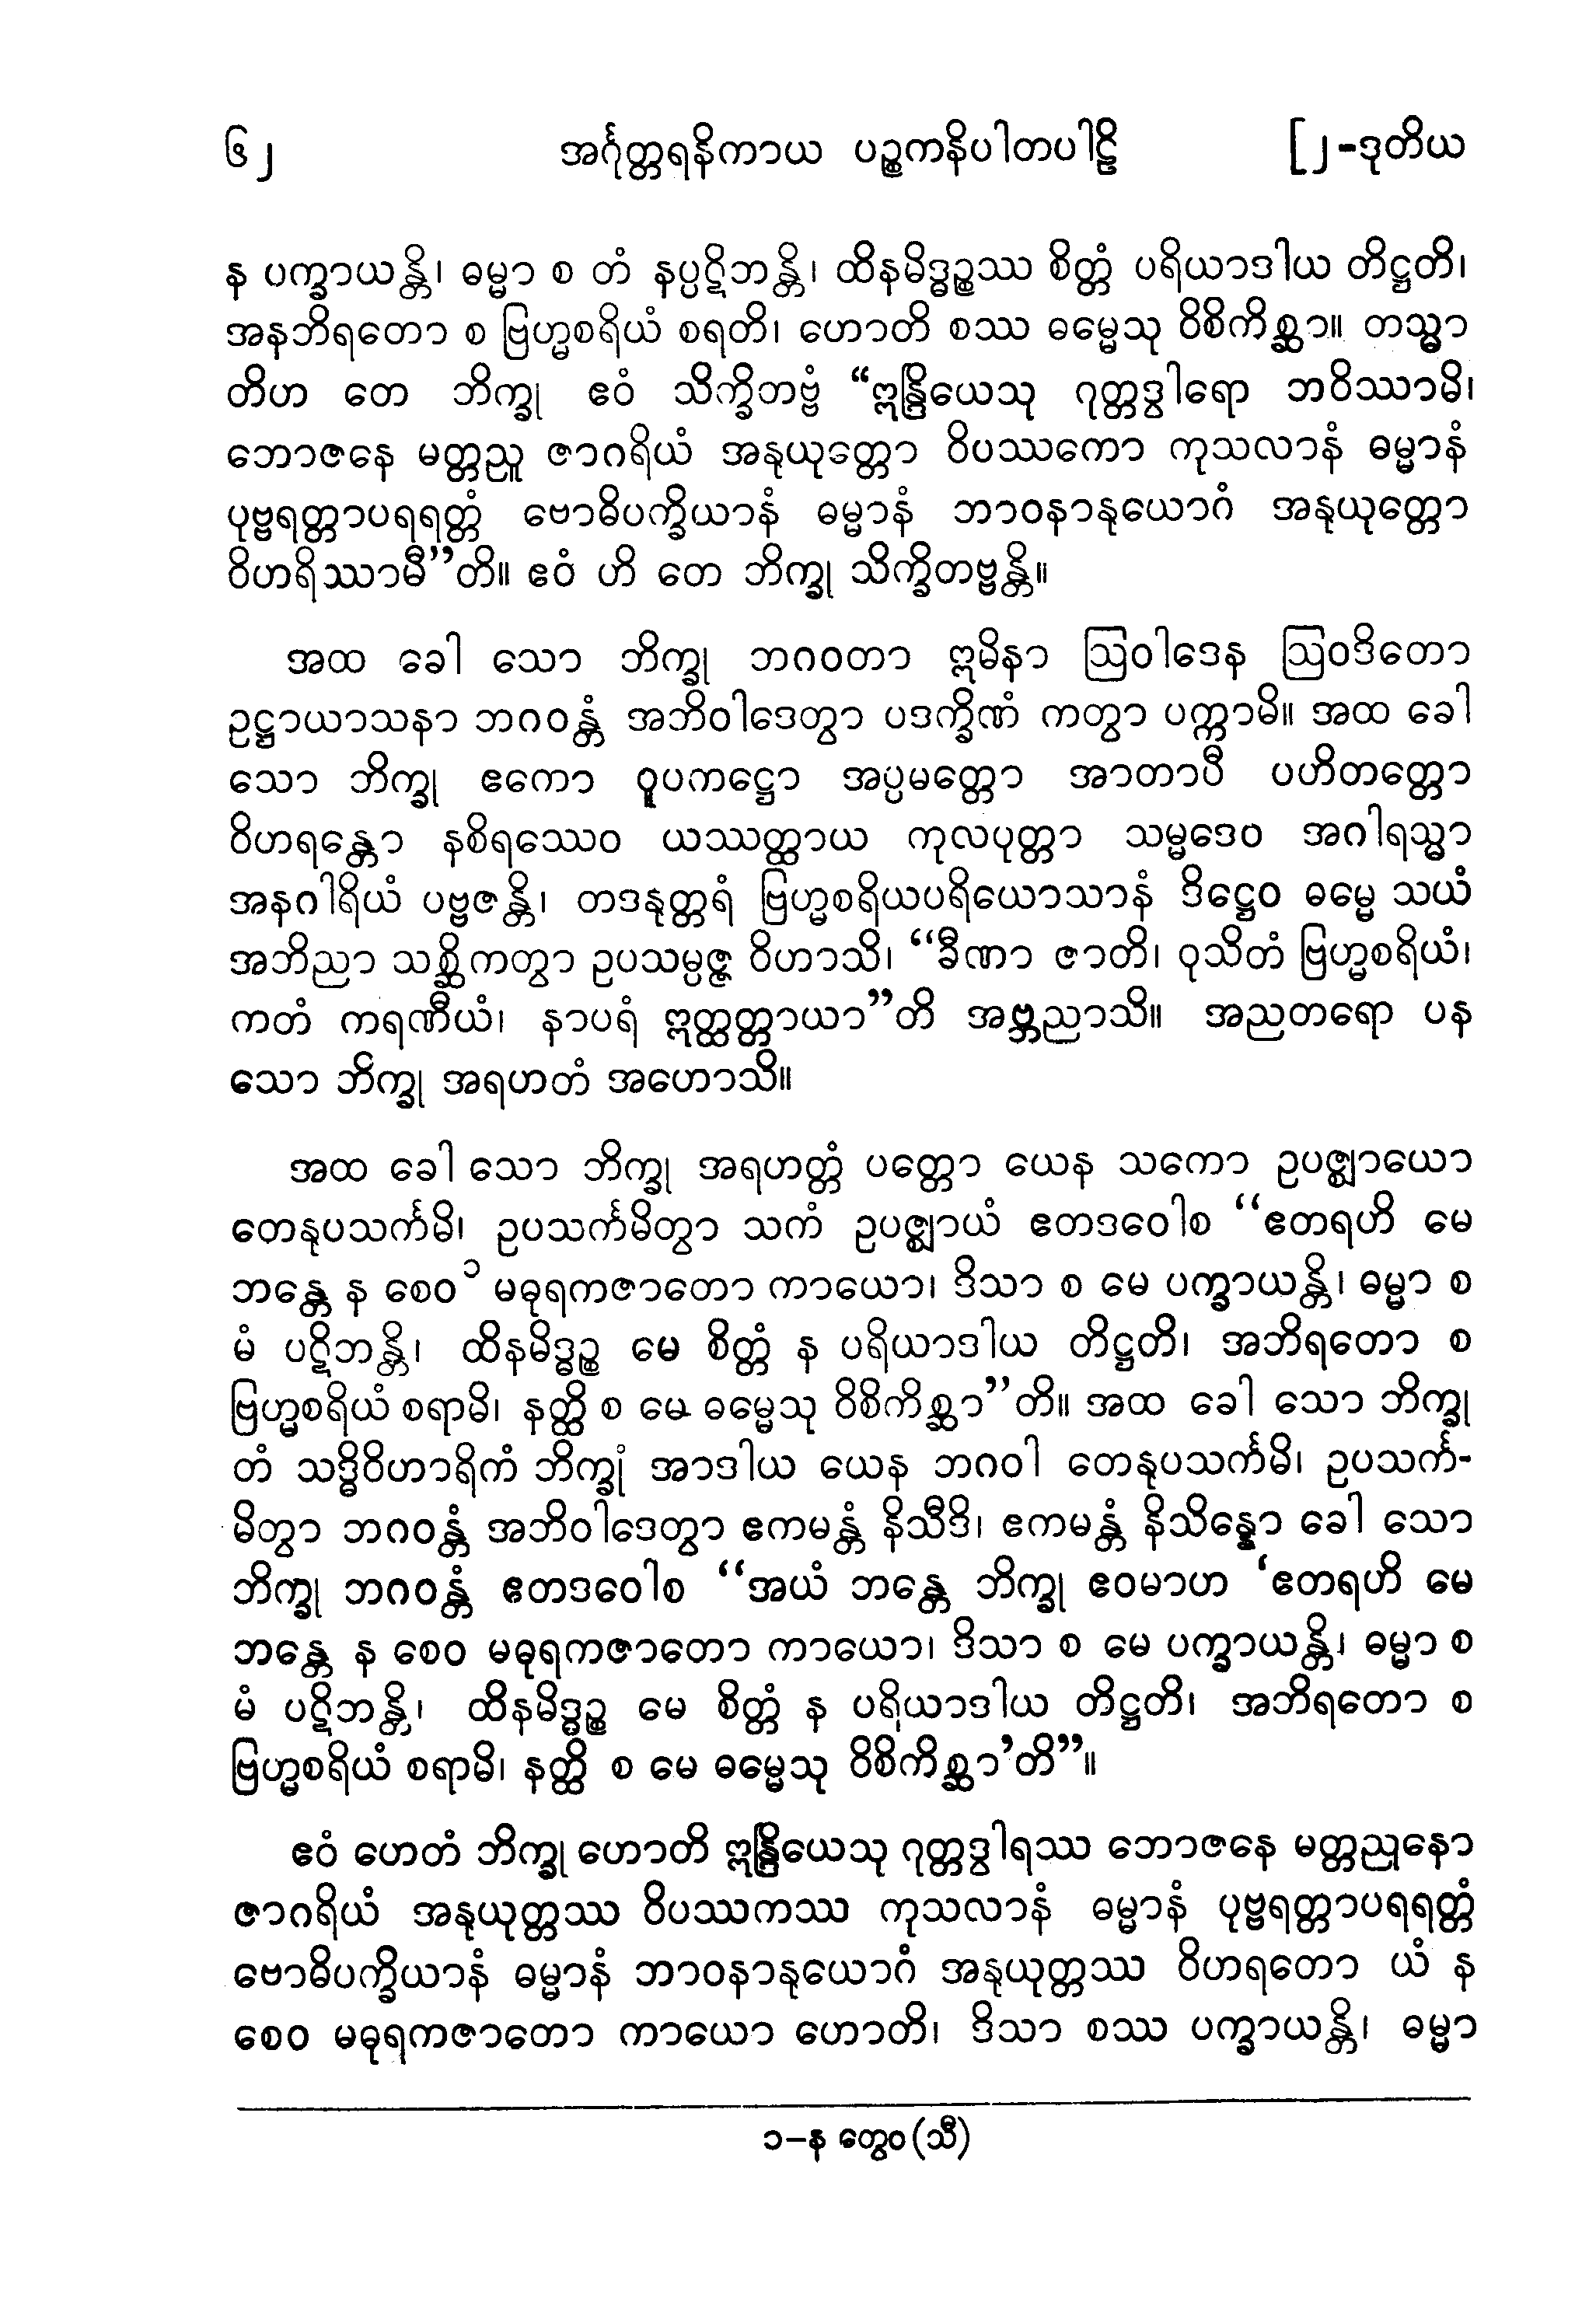 ၆၂ အင်္ဂုတ္တရနိကာယ ပဉ္စကနိပါတပါဠိ [၂-ဒုတိယ
န ပက္ခာယန္တိ၊ ဓမ္မာ စ တံ နပ္ပဋိဘန္တိ၊ ထိနမိဒ္ဓဉ္စဿ စိတ္တံ ပရိယာဒါယ တိဋ္ဌတိ၊
အနဘိရတော စ ဗြဟ္မစရိယံ စရတိ၊ ဟောတိ စဿ ဓမ္မေသု ဝိစိကိစ္ဆာ။ တသ္မာ
တိဟ တေ ဘိက္ခု ဧဝံ သိက္ခိတဗ္ဗံ “ဣန္ဒြိယေသု ဂုတ္တဒွါရော ဘဝိဿာမိ၊
ဘောဇနေ မတ္တညူ ဇာဂရိယံ အနုယုတ္တော ဝိပဿကော ကုသလာနံ ဓမ္မာနံ
ပုဗ္ဗရတ္တာပရရတ္တံ ဗောဓိပက္ခိယာနံ ဓမ္မာနံ ဘာဝနာနုယောဂံ အနုယုတ္တော
ဝိဟရိဿာမီ”တိ။ ဧဝံ ဟိ တေ ဘိက္ခု သိက္ခိတဗ္ဗန္တိ။
အထ ခေါ သော ဘိက္ခု ဘဂဝတာ ဣမိနာ ဩဝါဒေန ဩဝဒိတော
ဥဋ္ဌာယာသနာ ဘဂဝန္တံ အဘိဝါဒေတွာ ပဒက္ခိဏံ ကတွာ ပက္ကာမိ။ အထ ခေါ
သော ဘိက္ခု ဧကော ဝူပကဋ္ဌော အပ္ပမတ္တော အာတာပီ ပဟိတတ္တော
ဝိဟရန္တော နစိရဿေဝ ယဿတ္ထာယ ကုလပုတ္တာ သမ္မဒေဝ အဂါရသ္မာ
အနဂါရိယံ ပဗ္ဗဇန္တိ၊ တဒနုတ္တရံ ဗြဟ္မစရိယပရိယောသာနံ ဒိဋ္ဌေဝ ဓမ္မေ သယံ
အဘိညာ သစ္ဆိကတွာ ဥပသမ္ပဇ္ဇ ဝိဟာသိ၊ “ခီဏာ ဇာတိ၊ ဝုသိတံ ဗြဟ္မစရိယံ၊
ကတံ ကရဏီယံ၊ နာပရံ ဣတ္ထတ္တာယာ”တိ အဗ္ဘညာသိ။ အညတရော ပန
သော ဘိက္ခု အရဟတံ အဟောသိ။
အထ ခေါ သော ဘိက္ခု အရဟတ္တံ ပတ္တော ယေန သကော ဥပဇ္ဈာယော
တေနုပသင်္ကမိ၊ ဥပသင်္ကမိတွာ သကံ ဥပဇ္ဈာယံ ဧတဒဝေါစ “ဧတရဟိ မေ
ဘန္တေ န စေဝ ၁ မဓုရကဇာတော ကာယော၊ ဒိသာ စ မေ ပက္ခာယန္တိ၊ ဓမ္မာ စ
မံ ပဋိဘန္တိ၊ ထိနမိဒ္ဓဉ္စ မေ စိတ္တံ န ပရိယာဒါယ တိဋ္ဌတိ၊ အဘိရတော စ
ဗြဟ္မစရိယံ စရာမိ၊ နတ္ထိ စ မေ ဓမ္မေသု ဝိစိကိစ္ဆာ”တိ။ အထ ခေါ သော ဘိက္ခု
တံ သဒ္ဓိဝိဟာရိကံ ဘိက္ခုံ အာဒါယ ယေန ဘဂဝါ တေနုပသင်္ကမိ၊ ဥပသင်္က-
မိတွာ ဘဂဝန္တံ အဘိဝါဒေတွာ ဧကမန္တံ နိသီဒိ၊ ဧကမန္တံ နိသိန္နော ခေါ သော
ဘိက္ခု ဘဂဝန္တံ ဧတဒဝေါစ “အယံ ဘန္တေ ဘိက္ခု ဧဝမာဟ ‘ဧတရဟိ မေ
ဘန္တေ န စေဝ မဓုရကဇာတော ကာယော၊ ဒိသာ စ မေ ပက္ခာယန္တိ၊ ဓမ္မာ စ
မံ ပဋိဘန္တိ၊ ထိနမိဒ္ဓဉ္စ မေ စိတ္တံ န ပရိယာဒါယ တိဋ္ဌတိ၊ အဘိရတော စ
ဗြဟ္မစရိယံ စရာမိ၊ နတ္ထိ စ မေ ဓမ္မေသု ဝိစိကိစ္ဆာ’တိ”။
ဧဝံ ဟေတံ ဘိက္ခု ဟောတိ ဣန္ဒြိယေသု ဂုတ္တဒွါရဿ ဘောဇနေ မတ္တညုနော
ဇာဂရိယံ အနုယုတ္တဿ ဝိပဿကဿ ကုသလာနံ ဓမ္မာနံ ပုဗ္ဗရတ္တာပရရတ္တံ
ဗောဓိပက္ခိယာနံ ဓမ္မာနံ ဘာဝနာနုယောဂံ အနုယုတ္တဿ ဝိဟရတော ယံ န
စေဝ မဓုရကဇာတော ကာယော ဟောတိ၊ ဒိသာ စဿ ပက္ခာယန္တိ၊ ဓမ္မာ
၁-န တွေဝ (သီ)